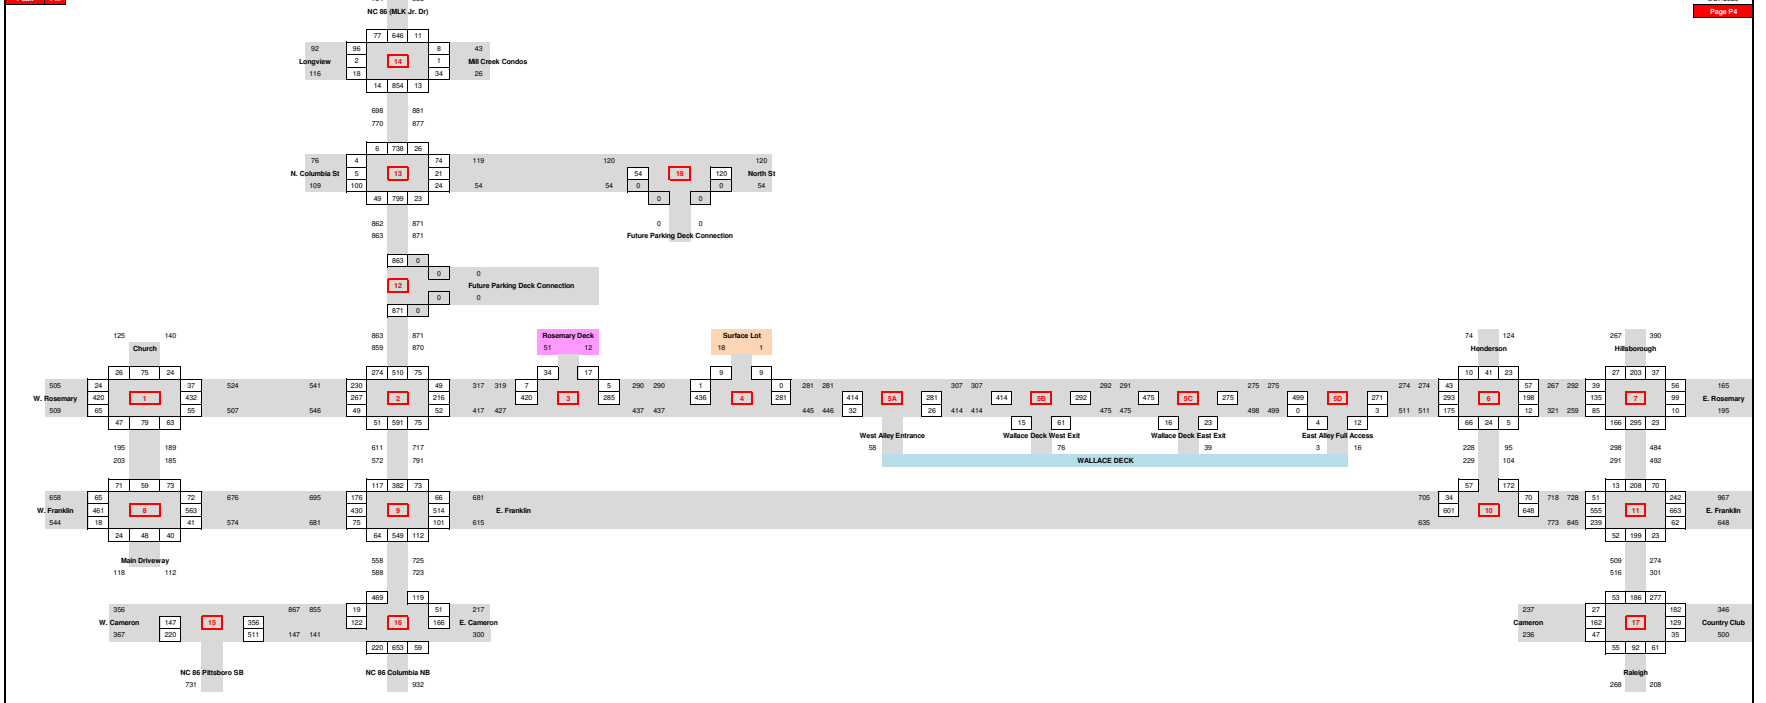 Page P4
NC 86 (MLK Jr. Dr)
77 646 11
92 96 8 43
Longview 2 14 1 Mill Creek Condos
116 18 34 26
14 854 13
698 881
770 877
6 738 26
76 4 74 119 120 120
N. Columbia St 5 13 21 54 18 120 North St
109 100 24 54 54 0 0 54
49 799 23 0 0
862 871 0 0
863 871 Future Parking Deck Connection
863 0
0 0
12 Future Parking Deck Connection
0 0
871 0
125 140 863 871 Rosemary Deck Surface Lot 74 124 267 390
Church 859 870 51 12 18 1 Henderson Hillsborough
26 75 24 274 510 75 34 17 9 9 10 41 23 27 203 37
505 24 37 524 541 230 49 317 319 7 5 290 290 1 0 281 281 307 307 292 291 275 275 274 274 43 57 267 292 39 56 165
W. Rosemary 420 1 432 267 2 216 420 3 285 436 4 281 414 5A 281 414 5B 292 475 5C 275 499 5D 271 293 6 198 135 7 99 E. Rosemary
509 65 55 507 546 49 52 417 427 437 437 445 446 32 26 414 414 475 475 498 499 0 3 511 511 175 12 321 259 85 10 195
47 79 63 51 591 75 15 61 16 23 4 12 66 24 5 166 295 23
West Alley Entrance Wallace Deck West Exit Wallace Deck East Exit East Alley Full Access
195 189 611 717 58 76 39 3 16 228 95 298 484
203 185 572 791 WALLACE DECK 229 104 291 492
71 59 73 117 382 73 57 172 13 208 70
658 65 72 676 695 176 66 681 705 34 70 718 728 51 242 967
W. Franklin 461 8 563 430 9 514 E. Franklin 601 10 648 555 11 663 E. Franklin
544 18 41 574 681 75 101 615 635 773 845 239 62 648
24 48 40 64 549 112 52 199 23
Main Driveway 558 725 509 274
118 112 588 723 516 301
469 119 53 186 277
356 867 855 19 51 217 237 27 182 346
W. Cameron 147 15 356 122 16 166 E. Cameron Cameron 162 17 129 Country Club
367 220 511 147 141 300 236 47 35 500
220 653 59 55 92 61
NC 86 Pittsboro SB NC 86 Columbia NB Raleigh
731 932 268 208